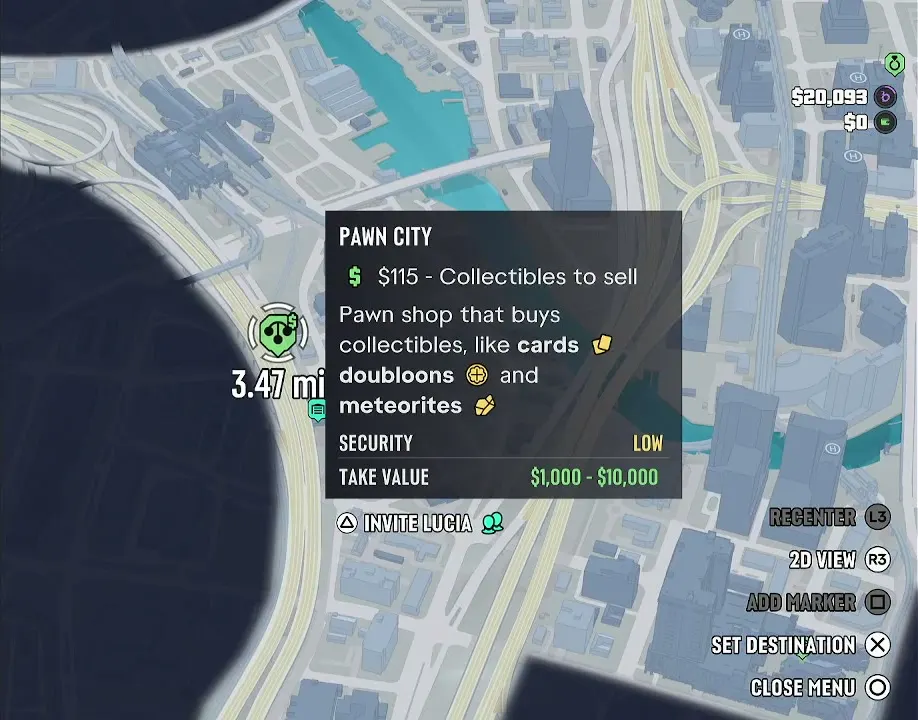 $20,093
$0
PAWN CITY
$115 - Collectibles to sell
Pawn shop that buys
collectibles, like cards
doubloons and
meteorites
SECURITY LOW
TAKE VALUE $1,000 - $10,000
3.47 mi
INVITE LUCIA
RECENTER L3
2D VIEW R3
ADD MARKER
SET DESTINATION
CLOSE MENU
H
H
H
H